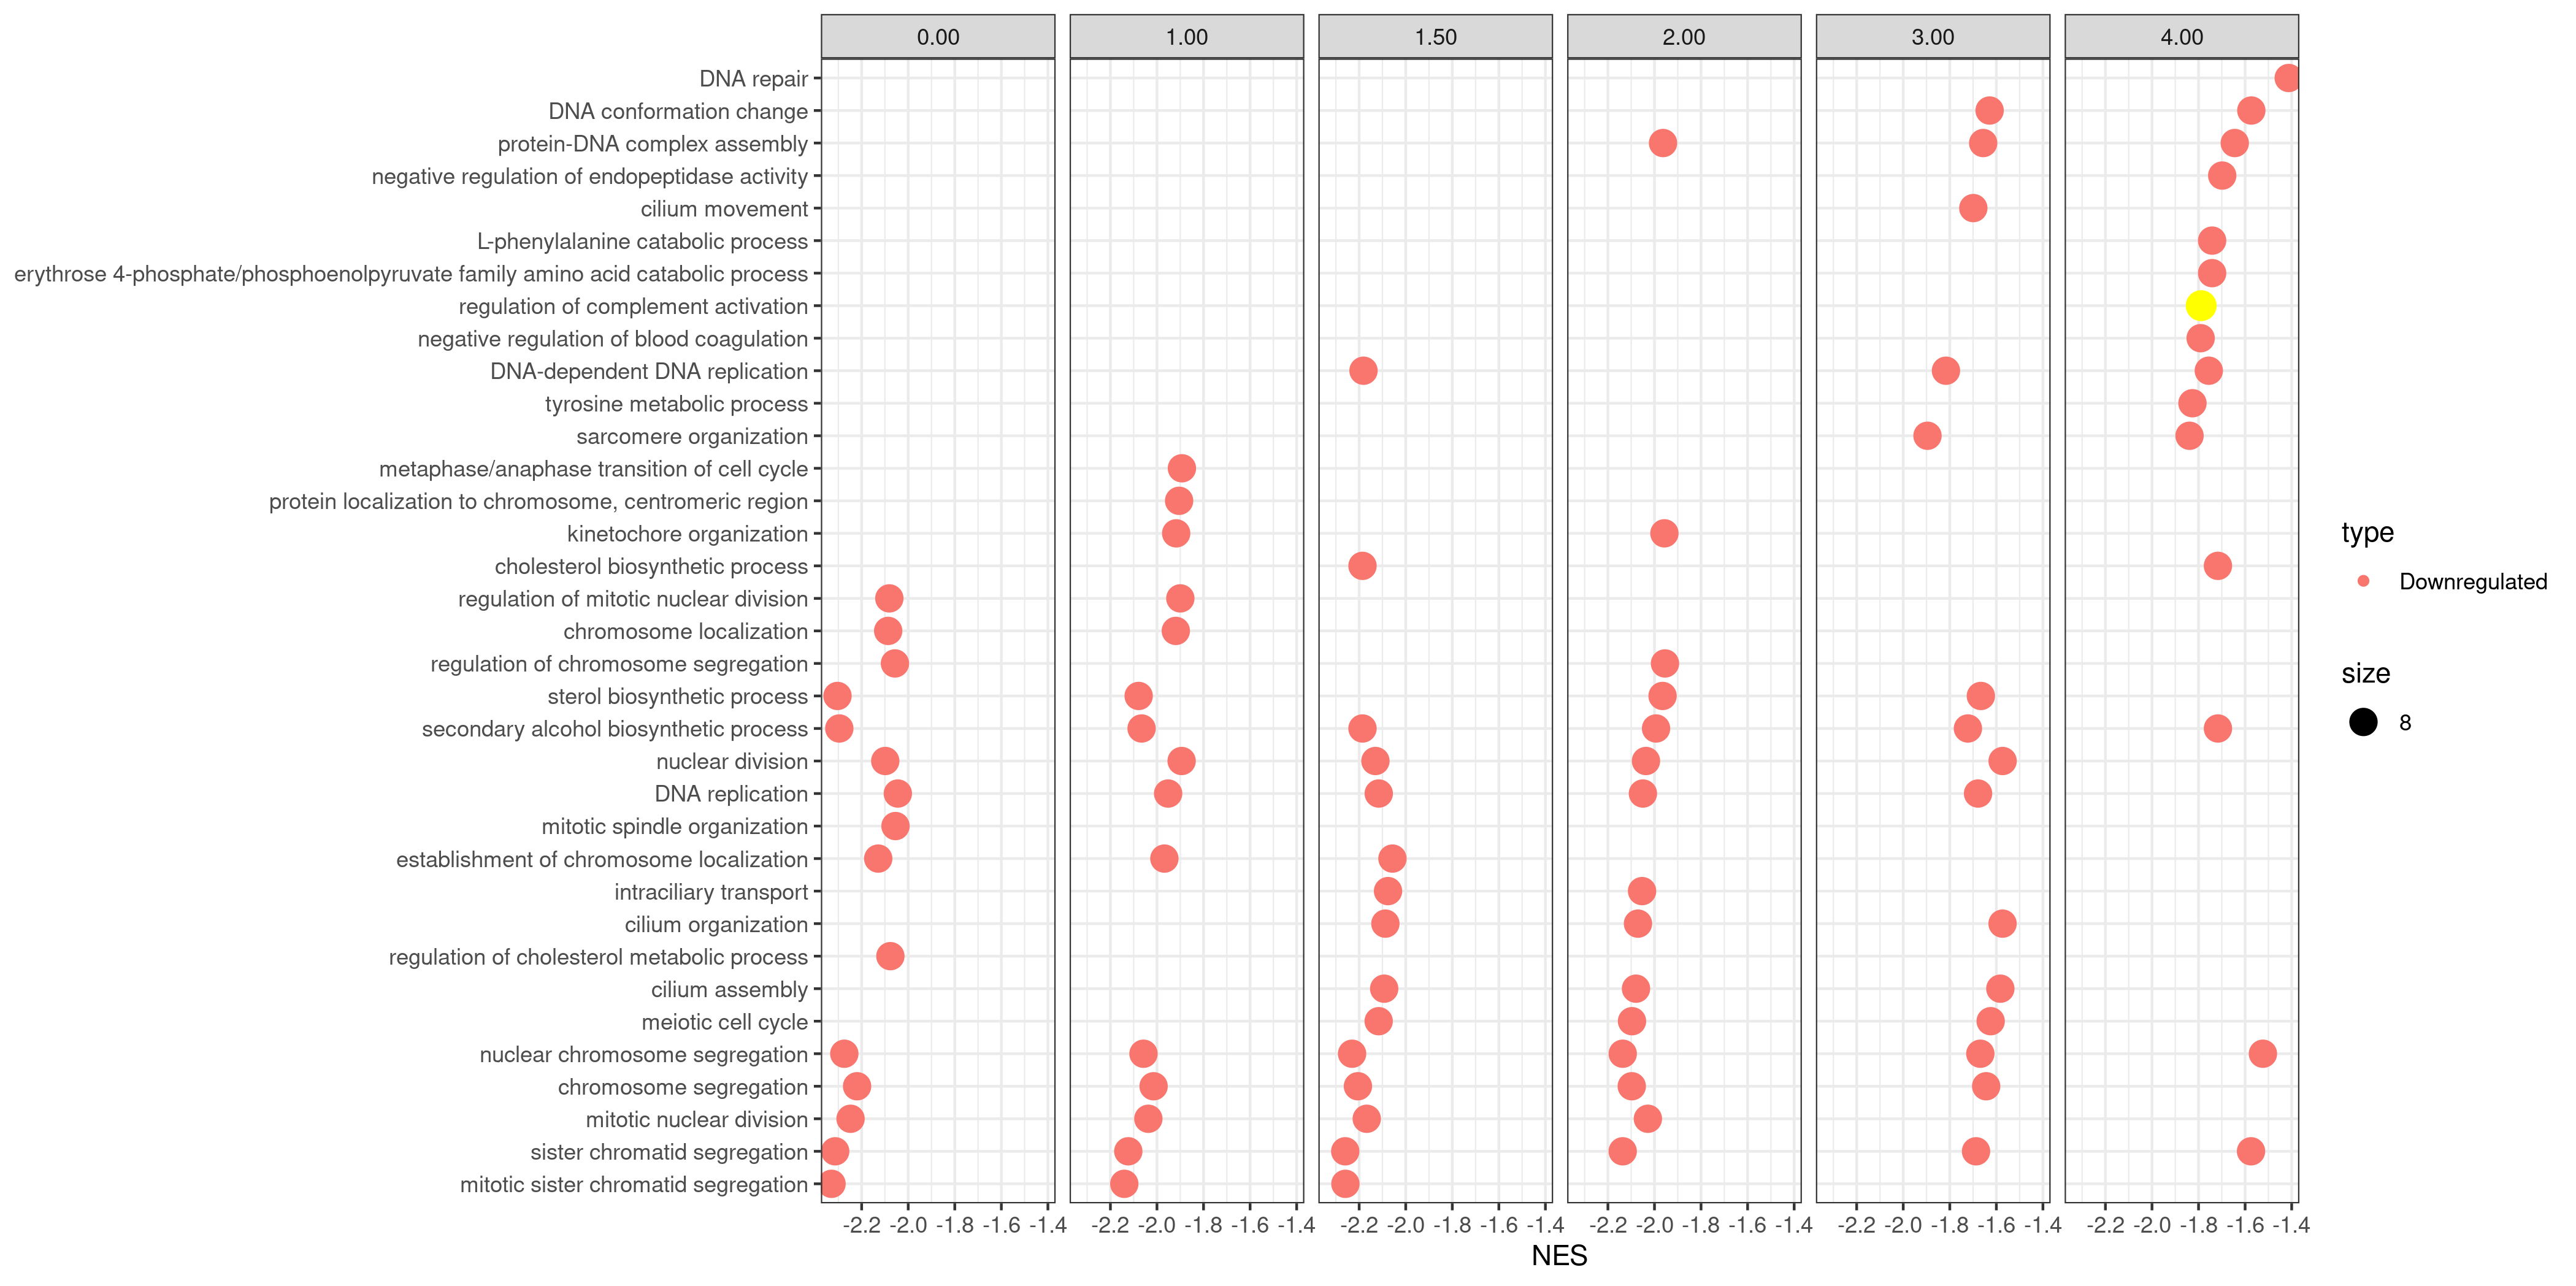 0.00 1.00 1.50 2.00 3.00 4.00
DNA repair
DNA conformation change
protein-DNA complex assembly
negative regulation of endopeptidase activity
cilium movement
L-phenylalanine catabolic process
erythrose 4-phosphate/phosphoenolpyruvate family amino acid catabolic process
regulation of complement activation
negative regulation of blood coagulation
DNA-dependent DNA replication
tyrosine metabolic process
sarcomere organization
metaphase/anaphase transition of cell cycle
protein localization to chromosome, centromeric region
kinetochore organization
cholesterol biosynthetic process
regulation of mitotic nuclear division
chromosome localization
regulation of chromosome segregation
sterol biosynthetic process
secondary alcohol biosynthetic process
nuclear division
DNA replication
mitotic spindle organization
establishment of chromosome localization
intraciliary transport
cilium organization
regulation of cholesterol metabolic process
cilium assembly
meiotic cell cycle
nuclear chromosome segregation
chromosome segregation
mitotic nuclear division
sister chromatid segregation
mitotic sister chromatid segregation
-2.2 -2.0 -1.8 -1.6 -1.4 -2.2 -2.0 -1.8 -1.6 -1.4 -2.2 -2.0 -1.8 -1.6 -1.4 -2.2 -2.0 -1.8 -1.6 -1.4 -2.2 -2.0 -1.8 -1.6 -1.4 -2.2 -2.0 -1.8 -1.6 -1.4
NES
type
Downregulated
size
8